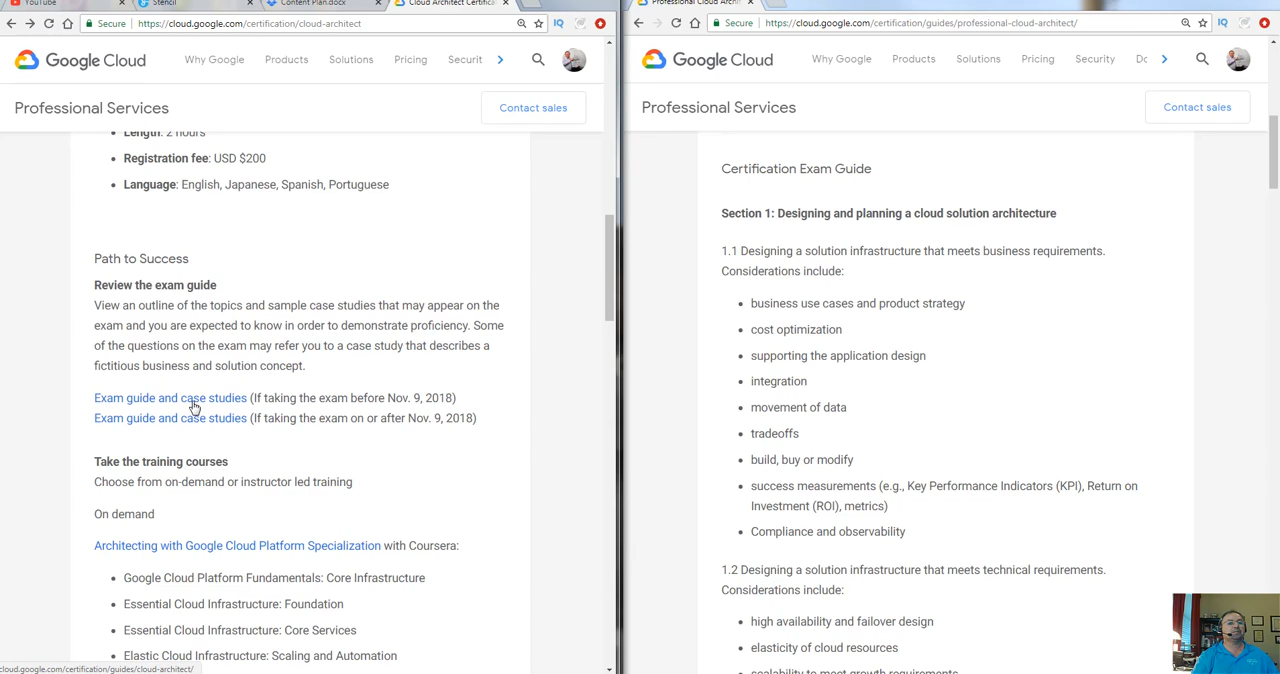 YouTube
Stencil
Content Plan.docx
Cloud Architect Certifica
Secure
https://cloud.google.com/certification/cloud-architect
IQ
Google Cloud
Why Google
Products
Solutions
Pricing
Securit
Professional Services
Contact sales
Length: 2 hours
Registration fee: USD $200
Language: English, Japanese, Spanish, Portuguese
Path to Success
Review the exam guide
View an outline of the topics and sample case studies that may appear on the
exam and you are expected to know in order to demonstrate proficiency. Some
of the questions on the exam may refer you to a case study that describes a
fictitious business and solution concept.
Exam guide and case studies (If taking the exam before Nov. 9, 2018)
Exam guide and case studies (If taking the exam on or after Nov. 9, 2018)
Take the training courses
Choose from on-demand or instructor led training
On demand
Architecting with Google Cloud Platform Specialization with Coursera:
Google Cloud Platform Fundamentals: Core Infrastructure
Essential Cloud Infrastructure: Foundation
Essential Cloud Infrastructure: Core Services
Elastic Cloud Infrastructure: Scaling and Automation
cloud.google.com/certification/guides/cloud-architect/
Professional Cloud Archit
Secure
https://cloud.google.com/certification/guides/professional-cloud-architect/
IQ
Google Cloud
Why Google
Products
Solutions
Pricing
Security
Dc
Professional Services
Contact sales
Certification Exam Guide
Section 1: Designing and planning a cloud solution architecture
1.1 Designing a solution infrastructure that meets business requirements.
Considerations include:
business use cases and product strategy
cost optimization
supporting the application design
integration
movement of data
tradeoffs
build, buy or modify
success measurements (e.g., Key Performance Indicators (KPI), Return on
Investment (ROI), metrics)
Compliance and observability
1.2 Designing a solution infrastructure that meets technical requirements.
Considerations include:
high availability and failover design
elasticity of cloud resources
scalability to meet growth requirements